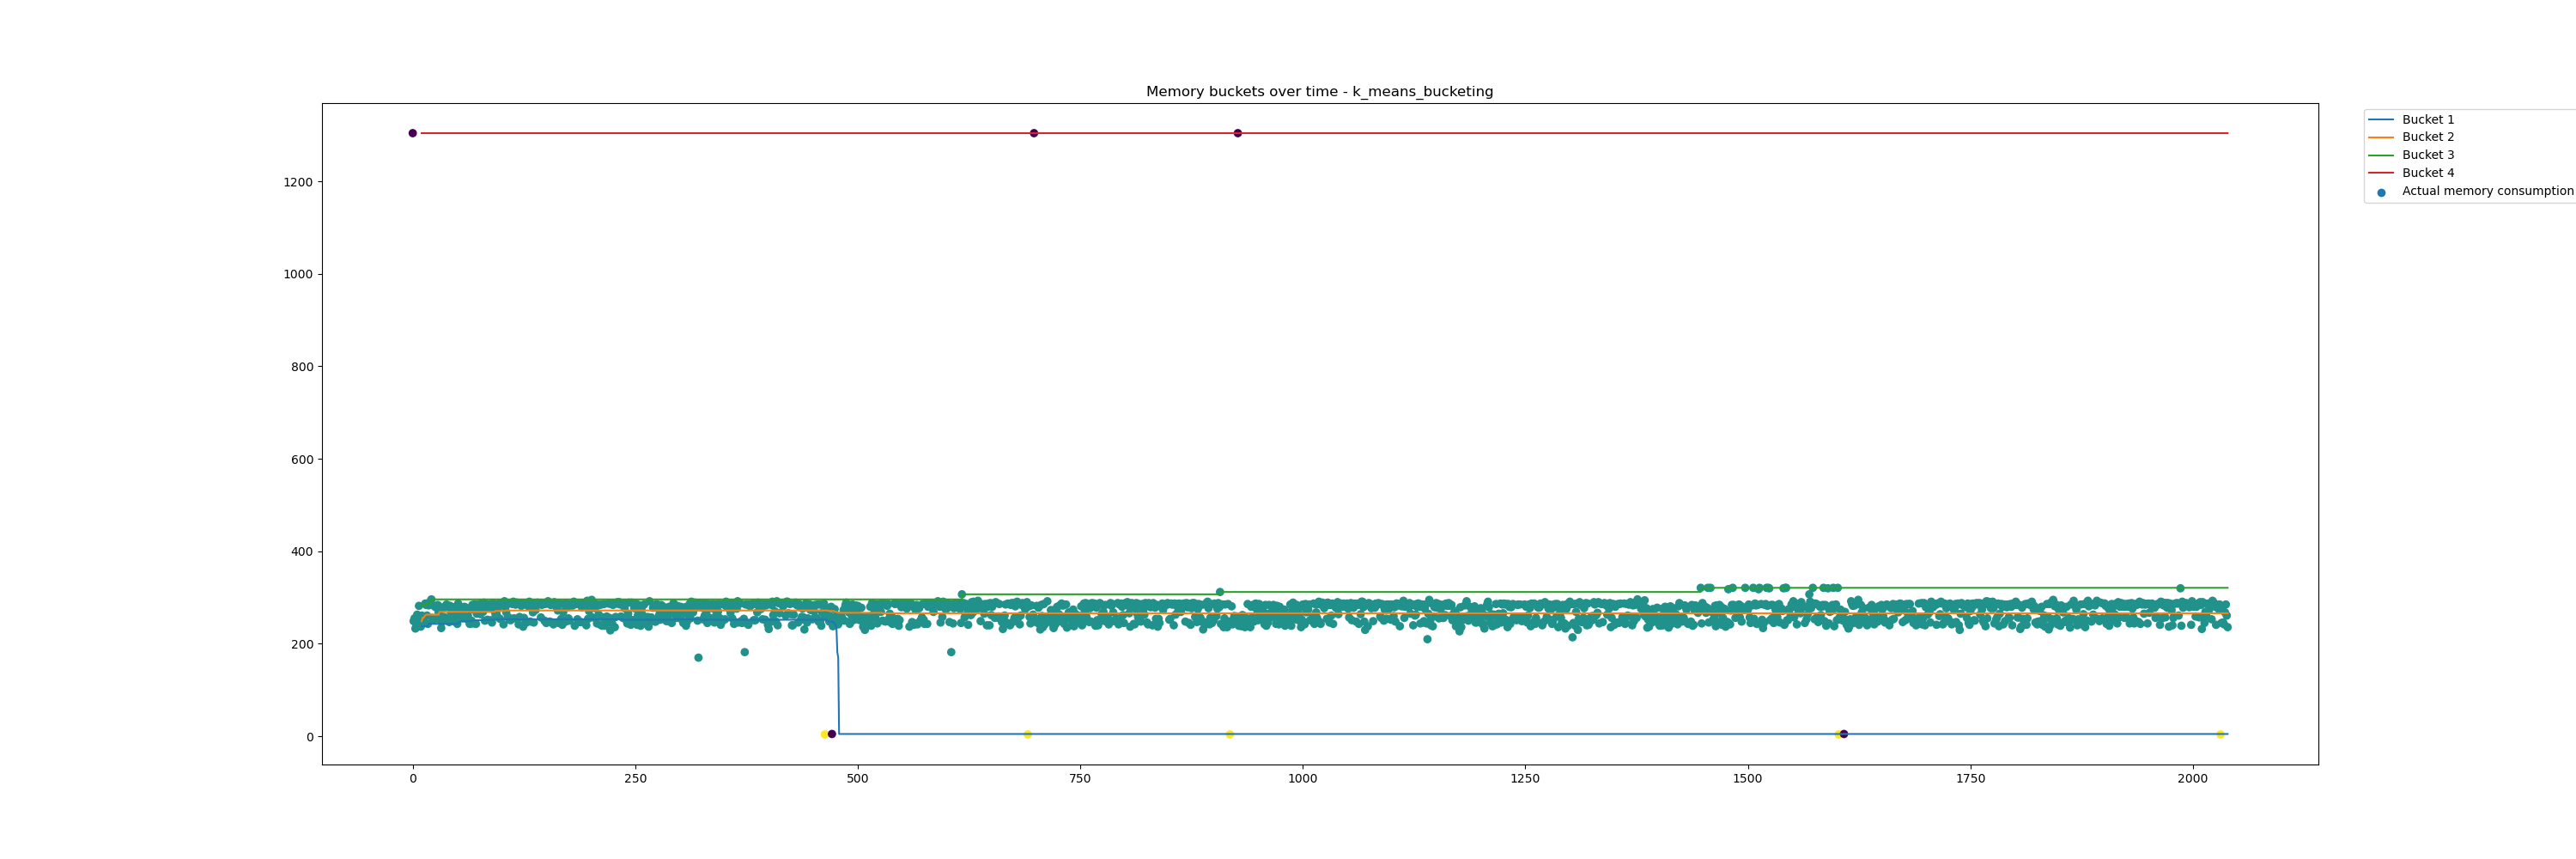 Memory buckets over time - k_means_bucketing
Bucket 1
Bucket 2
Bucket 3
Bucket 4
Actual memory consumption
1200
1000
800
600
400
200
0
0 250 500 750 1000 1250 1500 1750 2000